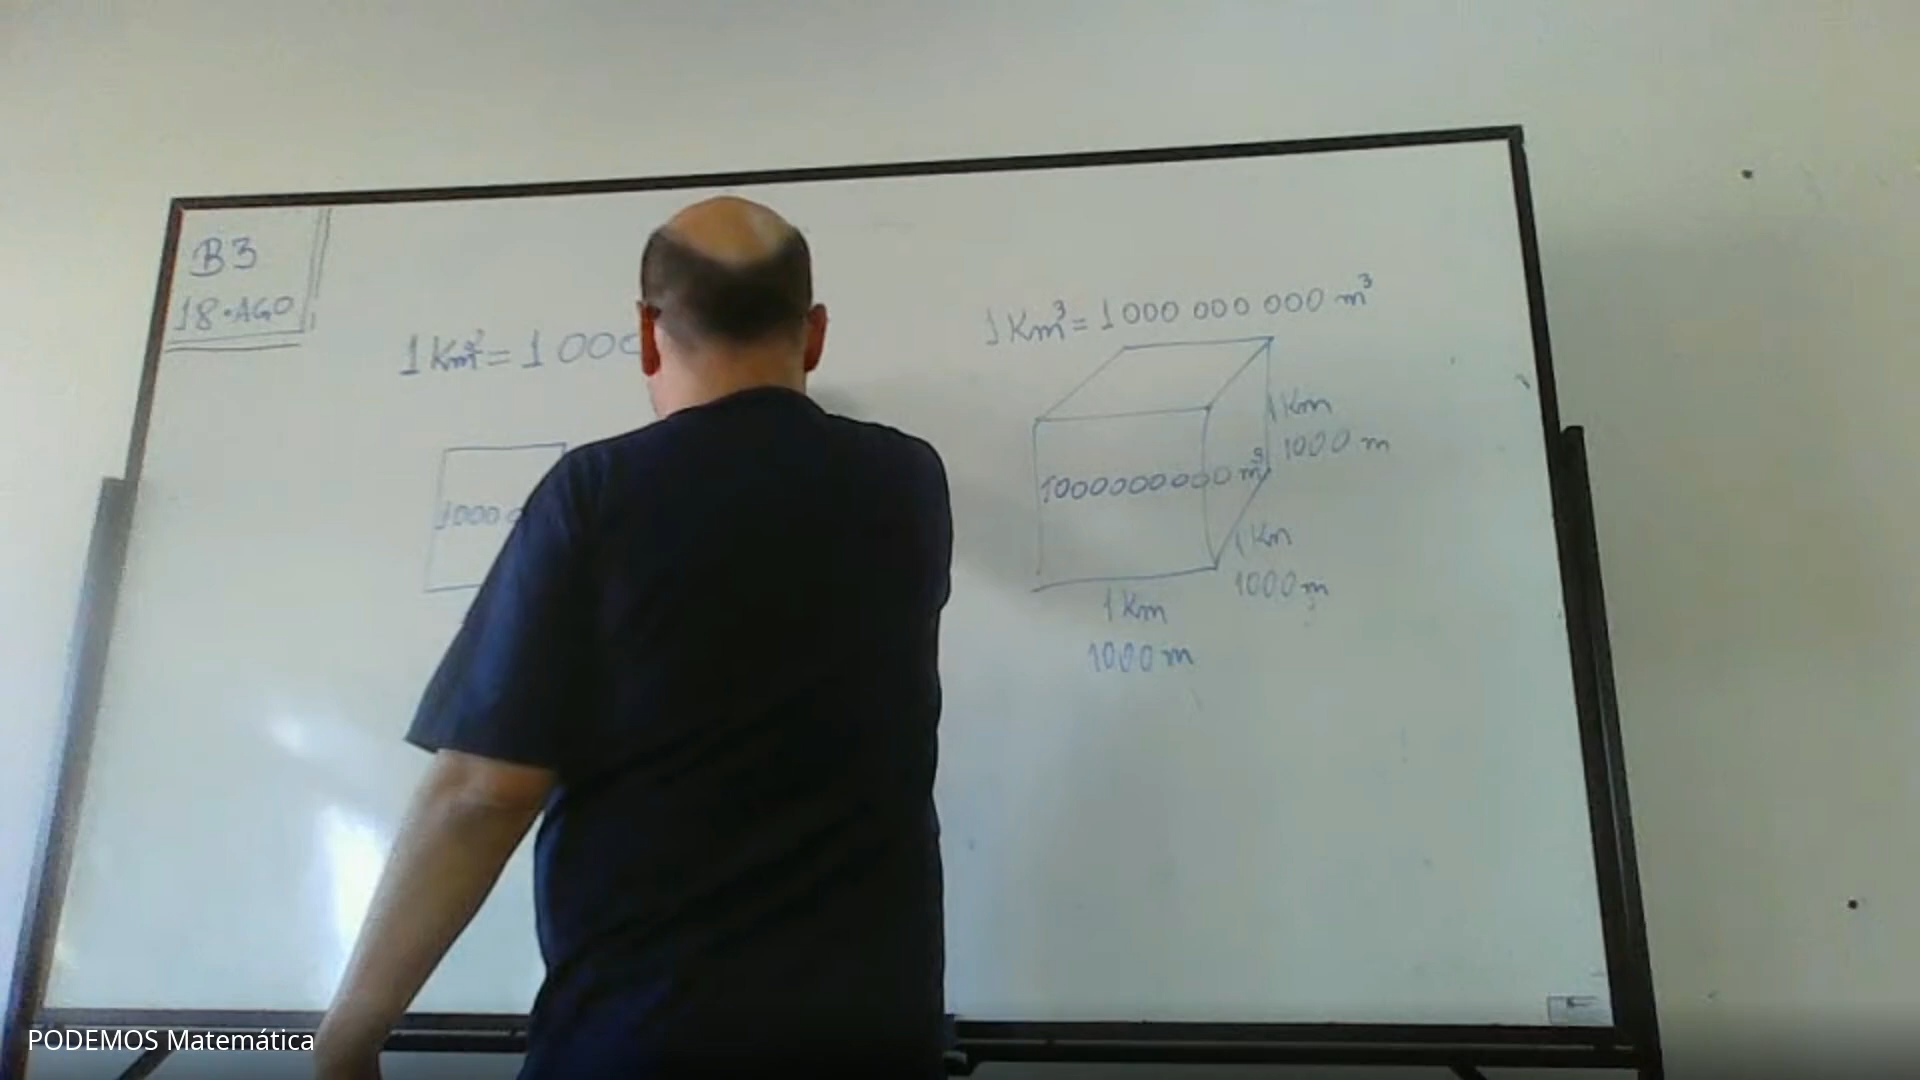 B3
18·AGO
1 Km² = 1 000
1000
1 Km³ = 1 000 000 000 m³
1 Km
1000 m
1000000000 m³
1 Km
1000 m
1 Km
1000 m
PODEMOS Matemática